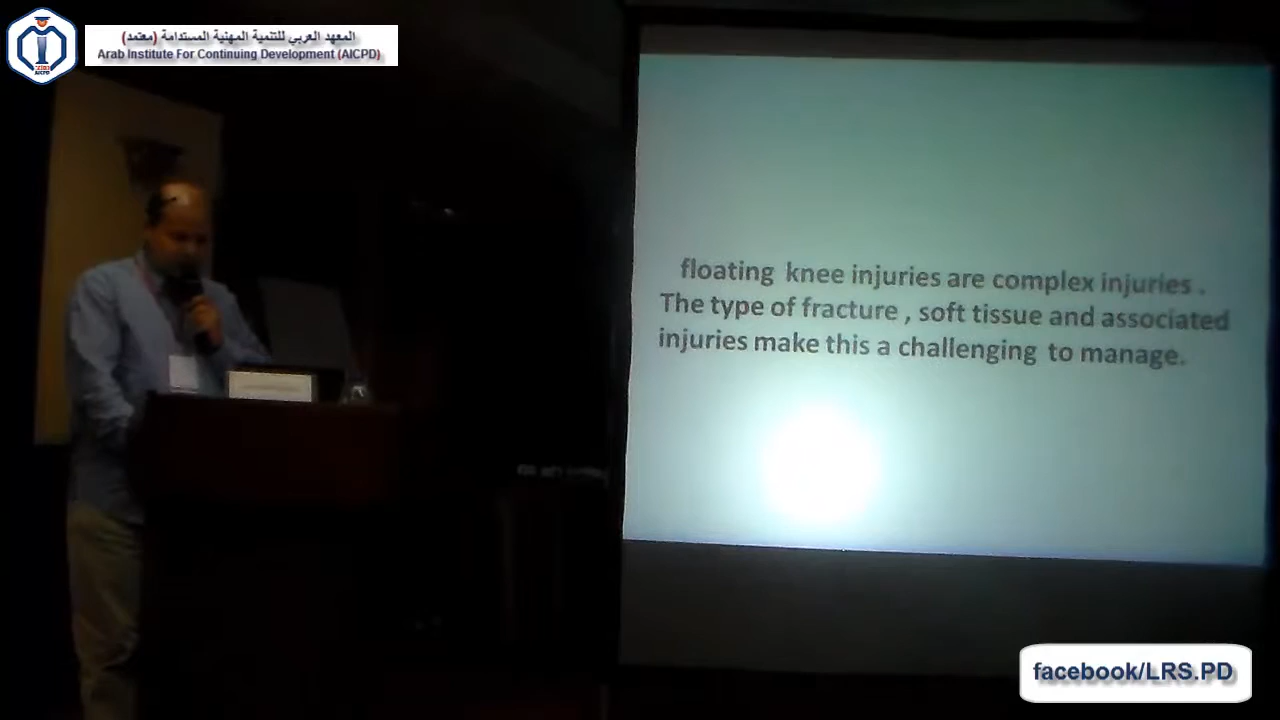 المعهد العربي للتنمية المهنية المستدامة (معتمد)
Arab Institute For Continuing Development (AICPD)
AICPD
floating knee injuries are complex injuries .
The type of fracture , soft tissue and associated
injuries make this a challenging to manage.
facebook/LRS.PD